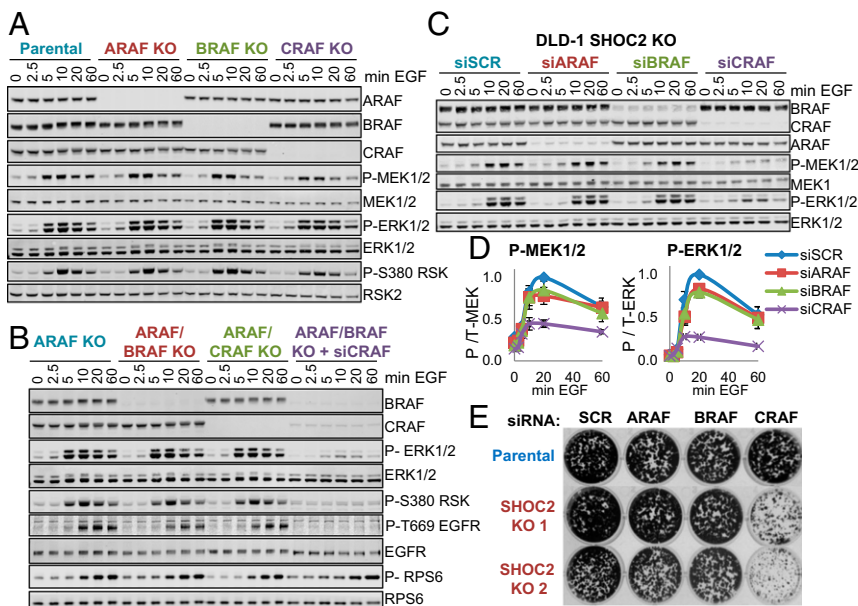 A
Parental ARAF KO BRAF KO CRAF KO
0 2.5 5 10 20 60 0 2.5 5 10 20 60 0 2.5 5 10 20 60 0 2.5 5 10 20 60 min EGF
ARAF
BRAF
CRAF
P-MEK1/2
MEK1/2
P-ERK1/2
ERK1/2
P-S380 RSK
RSK2
B
ARAF KO ARAF/ BRAF KO ARAF/ CRAF KO ARAF/BRAF KO + siCRAF
0 2.5 5 10 20 60 0 2.5 5 10 20 60 0 2.5 5 10 20 60 0 2.5 5 10 20 60 min EGF
BRAF
CRAF
P- ERK1/2
ERK1/2
P-S380 RSK
P-T669 EGFR
EGFR
P- RPS6
RPS6
C
DLD-1 SHOC2 KO
siSCR siARAF siBRAF siCRAF
0 2.5 5 10 20 60 0 2.5 5 10 20 60 0 2.5 5 10 20 60 0 2.5 5 10 20 60 min EGF
BRAF
CRAF
ARAF
P-MEK1/2
MEK1
P-ERK1/2
ERK1/2
D
P-MEK1/2
P /T-MEK
1.0
0.5
0.0
0 20 40 60
min EGF
P-ERK1/2
P / T-ERK
1.0
0.5
0.0
0 20 40 60
min EGF
siSCR
siARAF
siBRAF
siCRAF
E
siRNA: SCR ARAF BRAF CRAF
Parental
SHOC2
KO 1
SHOC2
KO 2